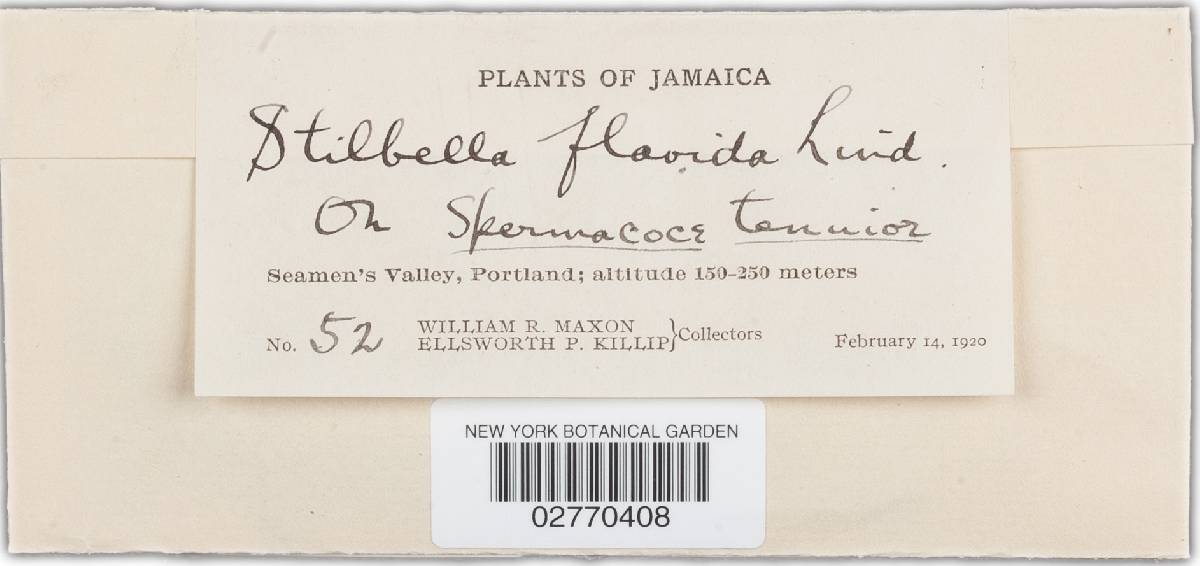 PLANTS OF JAMAICA
Stilbella flavida Lind.
On Spermacoce tenuior
Seamen's Valley, Portland; altitude 150-250 meters
No. 52 WILLIAM R. MAXON
ELLSWORTH P. KILLIP} Collectors February 14, 1920
NEW YORK BOTANICAL GARDEN
02770408